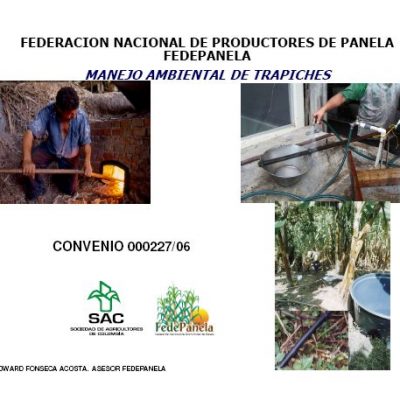 FEDERACION NACIONAL DE PRODUCTORES DE PANELA
FEDEPANELA
MANEJO AMBIENTAL DE TRAPICHES
CONVENIO 000227/06
SAC
SOCIEDAD DE AGRICULTORES
DE COLOMBIA
FedePanela
OWARD FONSECA ACOSTA. ASESOR FEDEPANELA